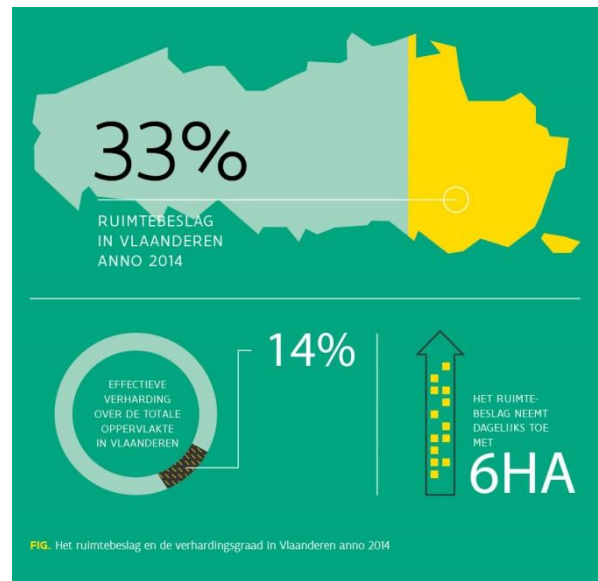 33%
RUIMTEBESLAG
IN VLAANDEREN
ANNO 2014
EFFECTIEVE
VERHARDING
OVER DE TOTALE
OPPERVLAKTE
IN VLAANDEREN
14%
HET RUIMTE-
BESLAG NEEMT
DAGELIJKS TOE
MET
6HA
FIG. Het ruimtebeslag en de verhardingsgraad in Vlaanderen anno 2014